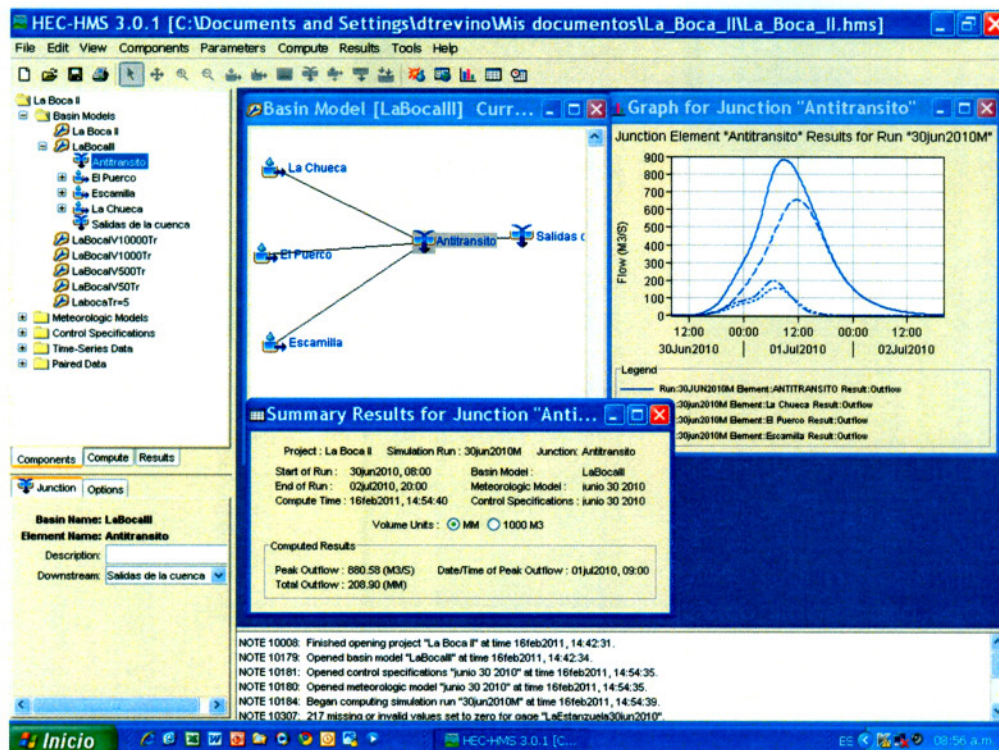 HEC-HMS 3.0.1 [C:\Documents and Settings\dtrevino\Mis documentos\La_Boca_II\La_Boca_II.hms]
File Edit View Components Parameters Compute Results Tools Help
La Boca II
Basin Models
La Boca II
LaBocaIII
Antitransito
El Puerco
Escamilla
La Chueca
Salidas de la cuenca
LaBocaIV10000Tr
LaBocaIV1000Tr
LaBocaIV500Tr
LaBocaIV50Tr
LabocaTr=5
Meteorologic Models
Control Specifications
Time-Series Data
Paired Data
Components Compute Results
Junction Options
Basin Name: LaBocaIII
Element Name: Antitransito
Description:
Downstream: Salidas de la cuenca
Basin Model [LaBocaIII] Curr...
La Chueca
El Puerco
Antitransito
Salidas
Escamilla
Graph for Junction "Antitransito"
Junction Element "Antitransito" Results for Run "30jun2010M"
Flow (M3/S)
900
800
700
600
500
400
300
200
100
0
12:00 00:00 12:00 00:00 12:00
30Jun2010 | 01Jul2010 | 02Jul2010
Legend
Run:30JUN2010M Element:ANTITRANSITO Result:Outflow
:30jun2010M Element:La Chueca Result:Outflow
:30jun2010M Element:El Puerco Result:Outflow
:30jun2010M Element:Escamilla Result:Outflow
Summary Results for Junction "Anti...
Project : La Boca II Simulation Run : 30jun2010M Junction: Antitransito
Start of Run : 30jun2010, 08:00 Basin Model : LaBocaIII
End of Run : 02jul2010, 20:00 Meteorologic Model : junio 30 2010
Compute Time : 16feb2011, 14:54:40 Control Specifications : junio 30 2010
Volume Units : MM 1000 M3
Computed Results
Peak Outflow : 880.58 (M3/S) Date/Time of Peak Outflow : 01jul2010, 09:00
Total Outflow : 208.90 (MM)
NOTE 10008: Finished opening project "La Boca II" at time 16feb2011, 14:42:31.
NOTE 10179: Opened basin model "LaBocaIII" at time 16feb2011, 14:42:34.
NOTE 10181: Opened control specifications "junio 30 2010" at time 16feb2011, 14:54:35.
NOTE 10180: Opened meteorologic model "junio 30 2010" at time 16feb2011, 14:54:35.
NOTE 10184: Began computing simulation run "30jun2010M" at time 16feb2011, 14:54:39.
NOTE 10307: 217 missing or invalid values set to zero for gage "LaEstanzuela30jun2010".
Inicio
HEC-HMS 3.0.1 [C...
ES
08:56 a.m.